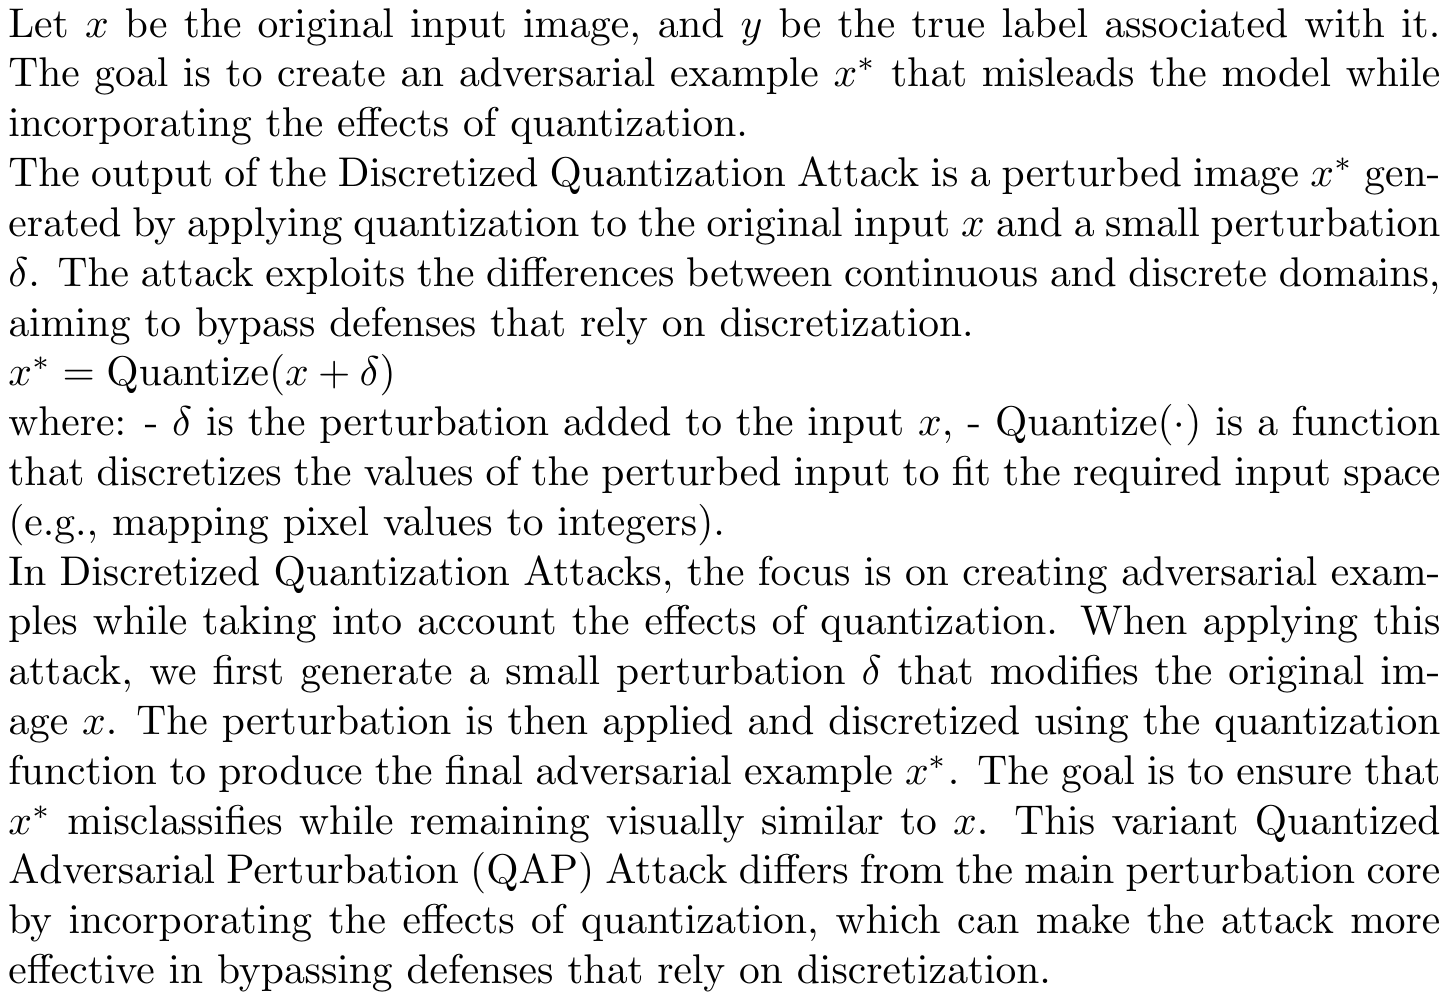 Let x be the original input image, and y be the true label associated with it.
The goal is to create an adversarial example x* that misleads the model while
incorporating the effects of quantization.
The output of the Discretized Quantization Attack is a perturbed image x* gen-
erated by applying quantization to the original input x and a small perturbation
δ. The attack exploits the differences between continuous and discrete domains,
aiming to bypass defenses that rely on discretization.
x* = Quantize(x + δ)
where: - δ is the perturbation added to the input x, - Quantize(·) is a function
that discretizes the values of the perturbed input to fit the required input space
(e.g., mapping pixel values to integers).
In Discretized Quantization Attacks, the focus is on creating adversarial exam-
ples while taking into account the effects of quantization. When applying this
attack, we first generate a small perturbation δ that modifies the original im-
age x. The perturbation is then applied and discretized using the quantization
function to produce the final adversarial example x*. The goal is to ensure that
x* misclassifies while remaining visually similar to x. This variant Quantized
Adversarial Perturbation (QAP) Attack differs from the main perturbation core
by incorporating the effects of quantization, which can make the attack more
effective in bypassing defenses that rely on discretization.